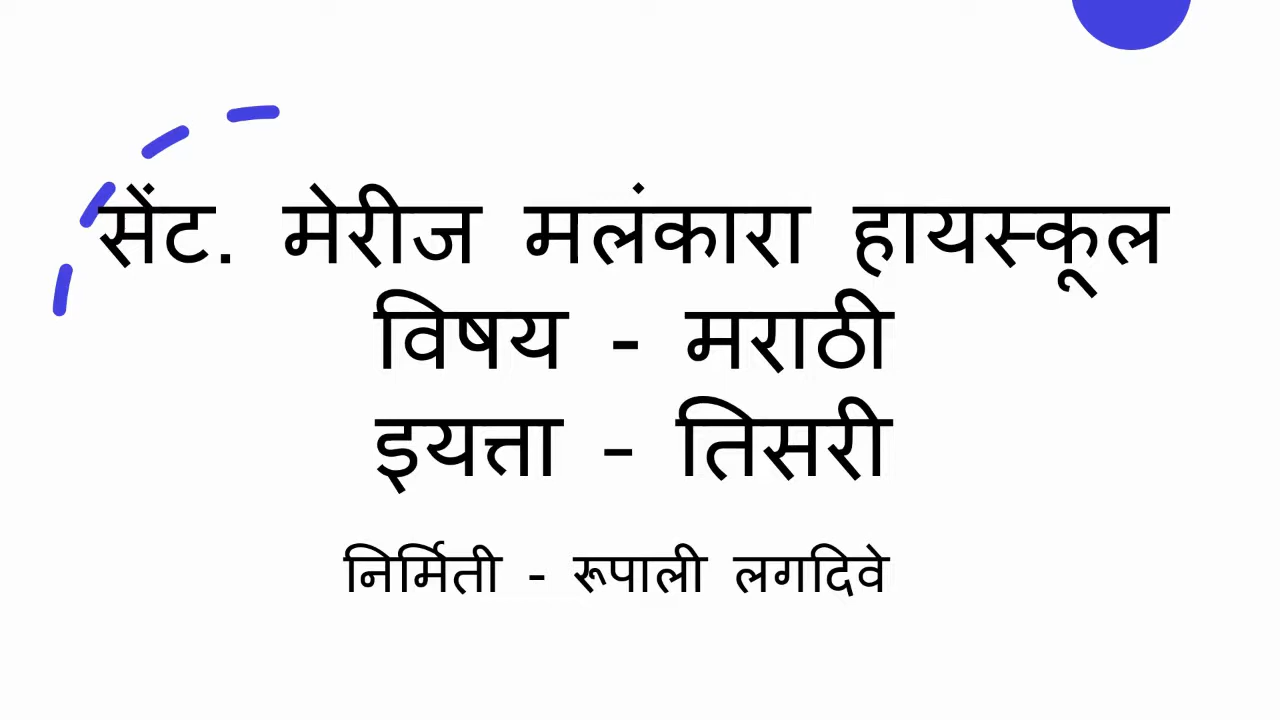 सेंट. मेरीज मलंकारा हायस्कूल
विषय - मराठी
इयत्ता - तिसरी
निर्मिती - रूपाली लगदिवे